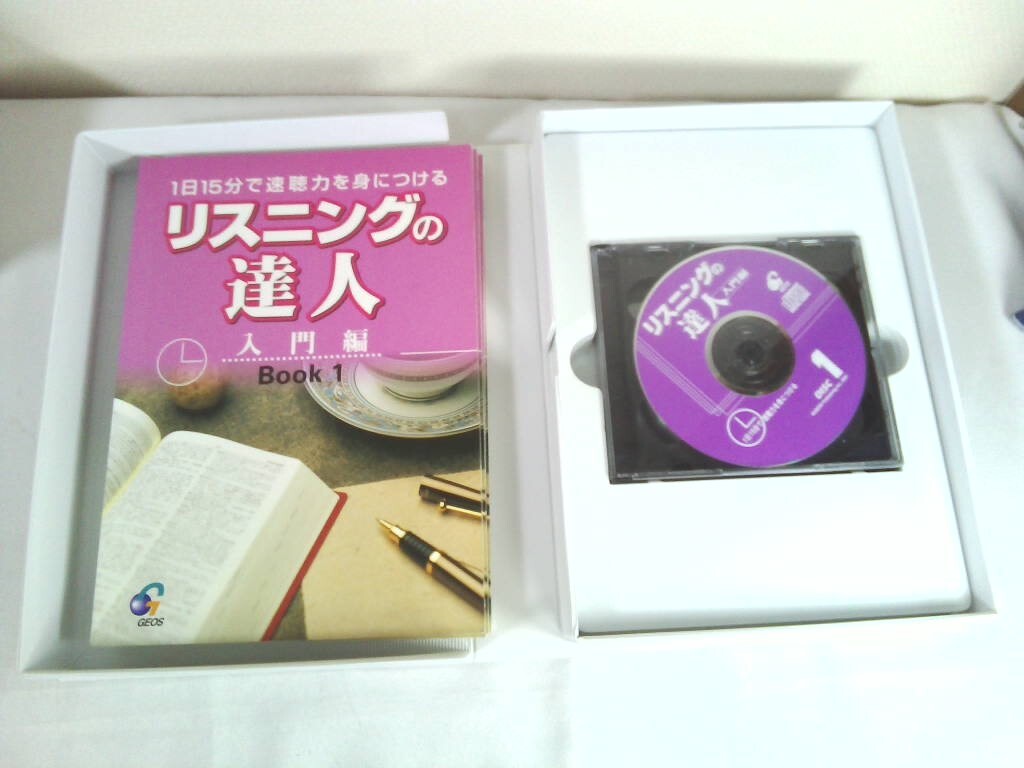 1日15分で速聴力を身につける
リスニングの
達人
入門編
Book 1
GEOS
リスニングの
達人 入門編
DISC 1